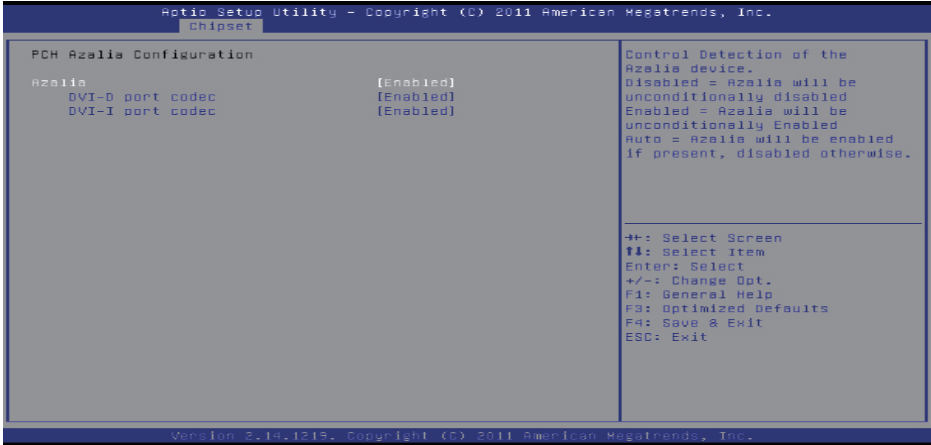 Aptio Setup Utility – Copyright (C) 2011 American Megatrends, Inc.
Chipset
PCH Azalia Configuration
Azalia [Enabled]
DVI-D port codec [Enabled]
DVI-I port codec [Enabled]
Control Detection of the
Azalia device.
Disabled = Azalia will be
unconditionally disabled
Enabled = Azalia will be
unconditionally Enabled
Auto = Azalia will be enabled
if present, disabled otherwise.
→←: Select Screen
↑↓: Select Item
Enter: Select
+/-: Change Opt.
F1: General Help
F3: Optimized Defaults
F4: Save & Exit
ESC: Exit
Version 2.14.1219. Copyright (C) 2011 American Megatrends, Inc.